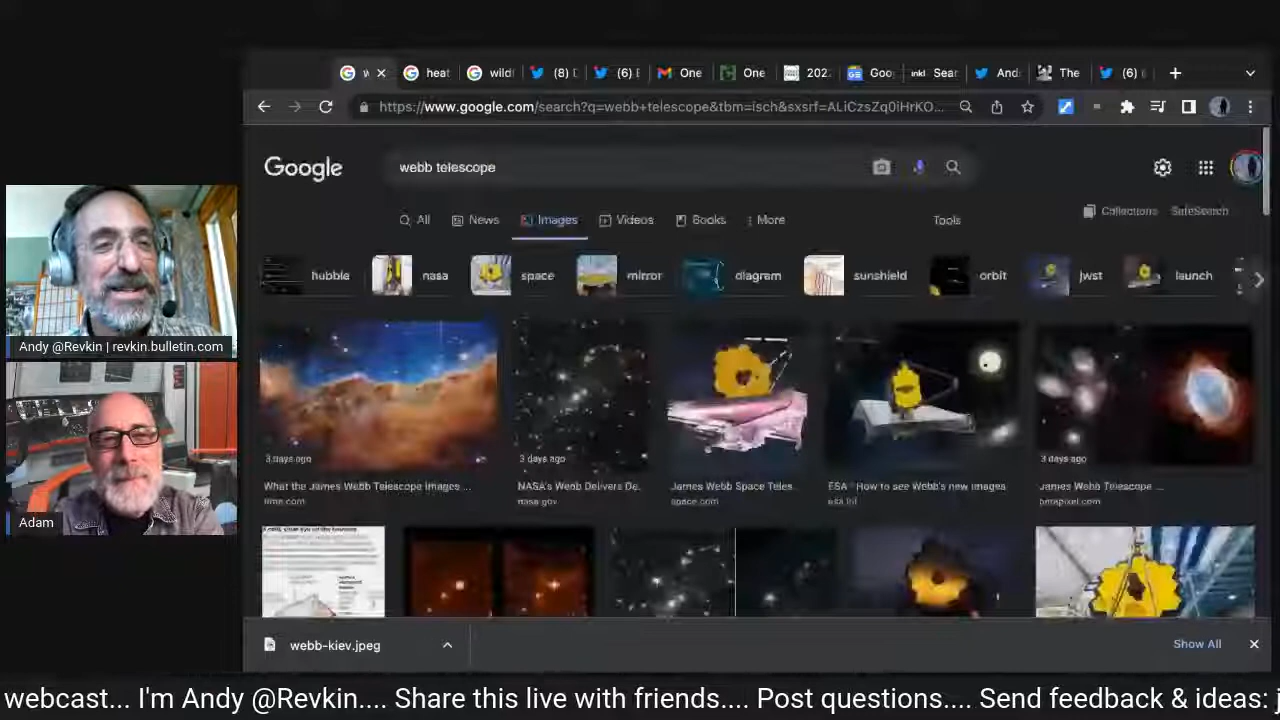 heat
wildf
(8)
(6)
One
One
202
Goo
inkl Sear
And
The
(6)
https://www.google.com/search?q=webb+telescope&tbm=isch&sxsrf=ALiCzsZq0iHrKO...
Google
webb telescope
All
News
Images
Videos
Books
More
Tools
Collections
SafeSearch
hubble
nasa
space
mirror
diagram
sunshield
orbit
jwst
launch
Andy @Revkin | revkin.bulletin.com
Adam
3 days ago
3 days ago
3 days ago
What the James Webb Telescope Images ...
NASA's Webb Delivers De...
James Webb Space Teles...
ESA - How to see Webb's new images
James Webb Telescope ...
time.com
nasa.gov
space.com
esa.int
petapixel.com
webb-kiev.jpeg
Show All
webcast... I'm Andy @Revkin.... Share this live with friends.... Post questions.... Send feedback & ideas: j